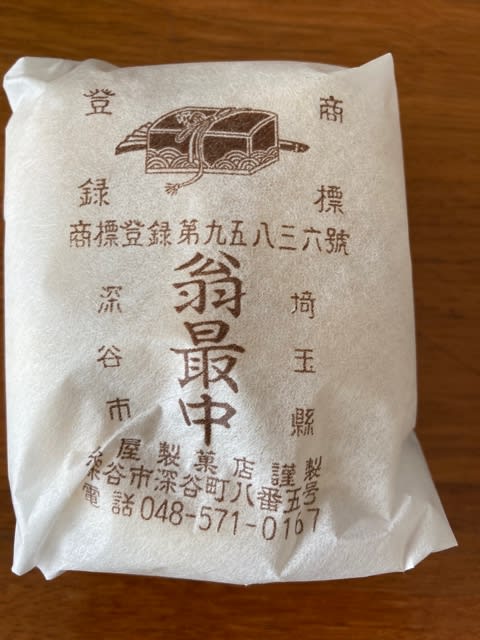 商標
登録
商標登録第九五八三六號
埼玉縣
翁最中
深谷市
糸屋製菓店謹製
深谷市深谷町八番五号
電話048-571-0167